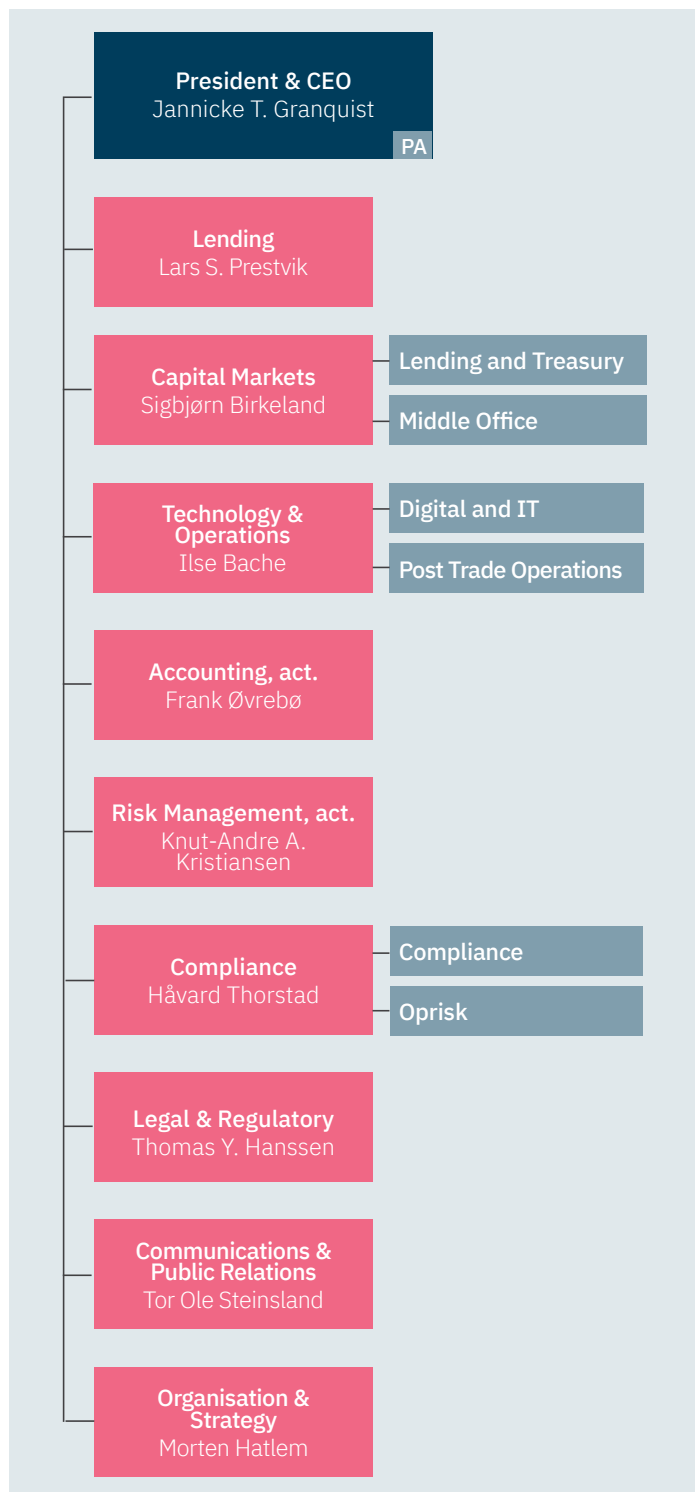 President & CEO
Jannicke T. Granquist
PA
Lending
Lars S. Prestvik
Capital Markets
Sigbjørn Birkeland
Lending and Treasury
Middle Office
Technology &
Operations
Ilse Bache
Digital and IT
Post Trade Operations
Accounting, act.
Frank Øvrebø
Risk Management, act.
Knut-Andre A.
Kristiansen
Compliance
Håvard Thorstad
Compliance
Oprisk
Legal & Regulatory
Thomas Y. Hanssen
Communications &
Public Relations
Tor Ole Steinsland
Organisation &
Strategy
Morten Hatlem